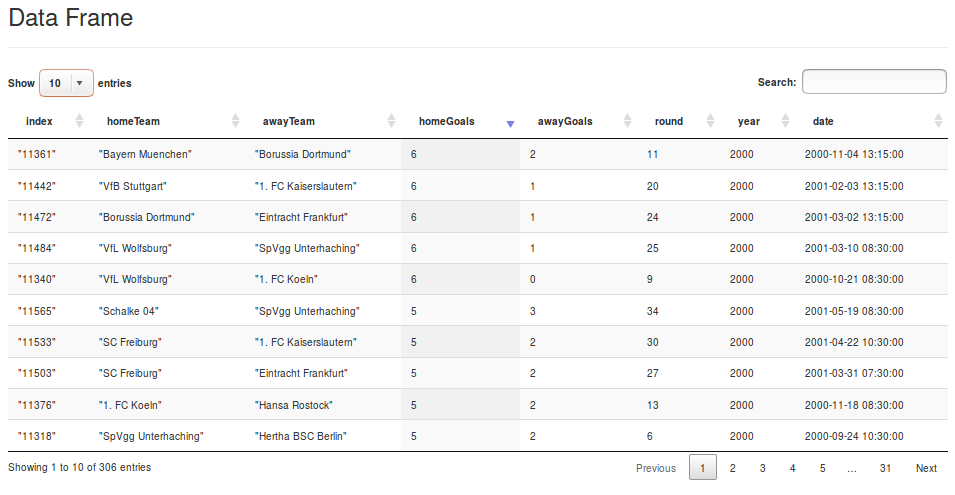 Data Frame
Show 10 entries Search:
index homeTeam awayTeam homeGoals awayGoals round year date
"11361" "Bayern Muenchen" "Borussia Dortmund" 6 2 11 2000 2000-11-04 13:15:00
"11442" "VfB Stuttgart" "1. FC Kaiserslautern" 6 1 20 2000 2001-02-03 13:15:00
"11472" "Borussia Dortmund" "Eintracht Frankfurt" 6 1 24 2000 2001-03-02 13:15:00
"11484" "VfL Wolfsburg" "SpVgg Unterhaching" 6 1 25 2000 2001-03-10 08:30:00
"11340" "VfL Wolfsburg" "1. FC Koeln" 6 0 9 2000 2000-10-21 08:30:00
"11565" "Schalke 04" "SpVgg Unterhaching" 5 3 34 2000 2001-05-19 08:30:00
"11533" "SC Freiburg" "1. FC Kaiserslautern" 5 2 30 2000 2001-04-22 10:30:00
"11503" "SC Freiburg" "Eintracht Frankfurt" 5 2 27 2000 2001-03-31 07:30:00
"11376" "1. FC Koeln" "Hansa Rostock" 5 2 13 2000 2000-11-18 08:30:00
"11318" "SpVgg Unterhaching" "Hertha BSC Berlin" 5 2 6 2000 2000-09-24 10:30:00
Showing 1 to 10 of 306 entries Previous 1 2 3 4 5 ... 31 Next